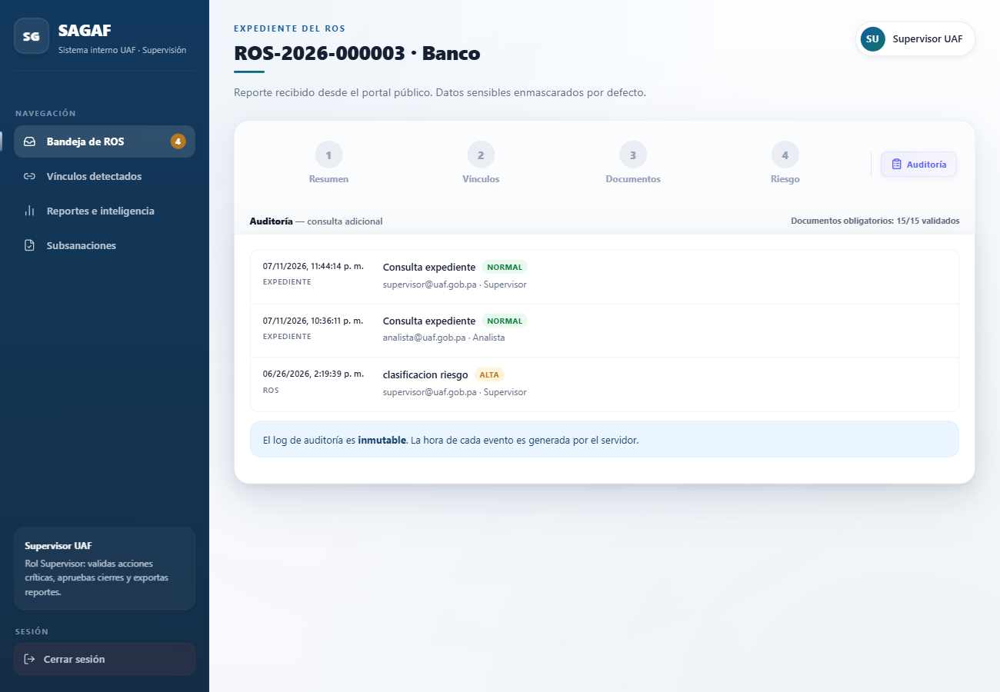 SG
SAGAF
Sistema interno UAF · Supervisión
NAVEGACIÓN
Bandeja de ROS 4
Vínculos detectados
Reportes e inteligencia
Subsanaciones
Supervisor UAF
Rol Supervisor: validas acciones
críticas, apruebas cierres y exportas
reportes.
SESIÓN
Cerrar sesión
EXPEDIENTE DEL ROS
ROS-2026-000003 · Banco
Reporte recibido desde el portal público. Datos sensibles enmascarados por defecto.
SU Supervisor UAF
1 2 3 4
Resumen Vínculos Documentos Riesgo
Auditoría
Auditoría — consulta adicional
Documentos obligatorios: 15/15 validados
07/11/2026, 11:44:14 p. m. Consulta expediente NORMAL
EXPEDIENTE supervisor@uaf.gob.pa · Supervisor
07/11/2026, 10:36:11 p. m. Consulta expediente NORMAL
EXPEDIENTE analista@uaf.gob.pa · Analista
06/26/2026, 2:19:39 p. m. clasificacion riesgo ALTA
ROS supervisor@uaf.gob.pa · Supervisor
El log de auditoría es inmutable. La hora de cada evento es generada por el servidor.